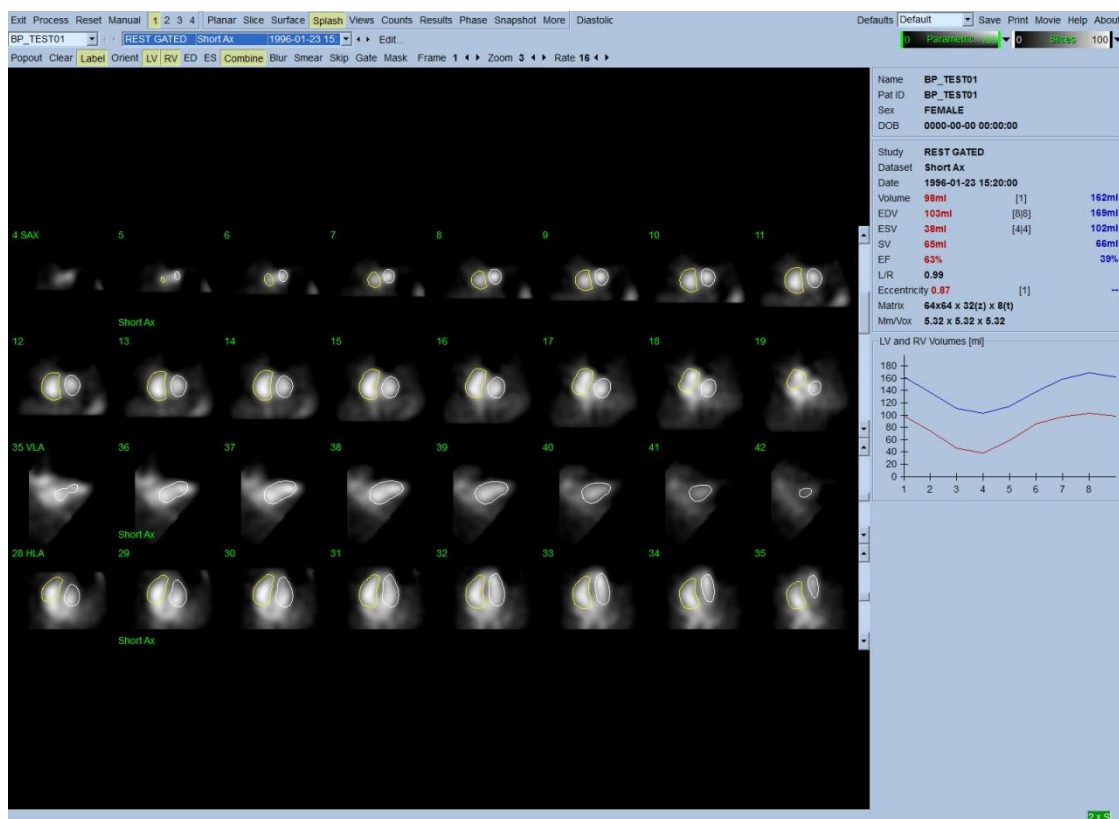 Exit Process Reset Manual 1 2 3 4 Planar Slice Surface Splash Views Counts Results Phase Snapshot More Diastolic Defaults Default Save Print Movie Help About
BP_TEST01 REST GATED Short Ax 1996-01-23 15: Edit... 0 Parametric 100 0 Slices 100
Popout Clear Label Orient LV RV ED ES Combine Blur Smear Skip Gate Mask Frame 1 Zoom 3 Rate 16
Name BP_TEST01
Pat ID BP_TEST01
Sex FEMALE
DOB 0000-00-00 00:00:00
Study REST GATED
Dataset Short Ax
Date 1996-01-23 15:20:00
Volume 98ml [1] 162ml
EDV 103ml [8|8] 169ml
ESV 38ml [4|4] 102ml
SV 65ml 66ml
EF 63% 39%
L/R 0.99
Eccentricity 0.87 [1] --
Matrix 64x64 x 32(z) x 8(t)
Mm/Vox 5.32 x 5.32 x 5.32
LV and RV Volumes [ml]
180
160
140
120
100
80
60
40
20
0
1 2 3 4 5 6 7 8
4 SAX 5 6 7 8 9 10 11
Short Ax
12 13 14 15 16 17 18 19
35 VLA 36 37 38 39 40 41 42
Short Ax
28 HLA 29 30 31 32 33 34 35
Short Ax
2 x S